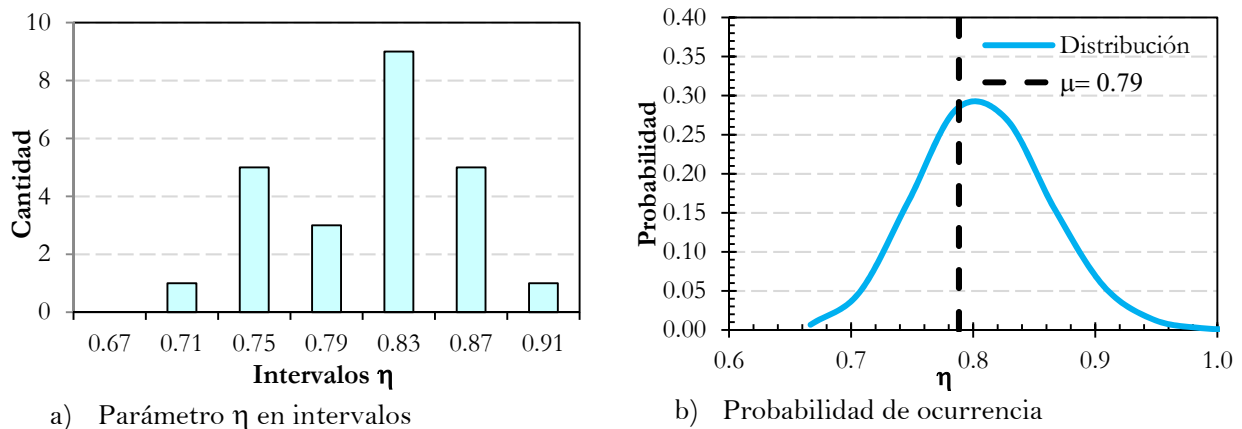 10
8
6
4
2
0
Cantidad
0.67 0.71 0.75 0.79 0.83 0.87 0.91
Intervalos η
a) Parámetro η en intervalos
0.40
0.35
0.30
0.25
0.20
0.15
0.10
0.05
0.00
Probabilidad
Distribución
μ= 0.79
0.6 0.7 0.8 0.9 1.0
η
b) Probabilidad de ocurrencia